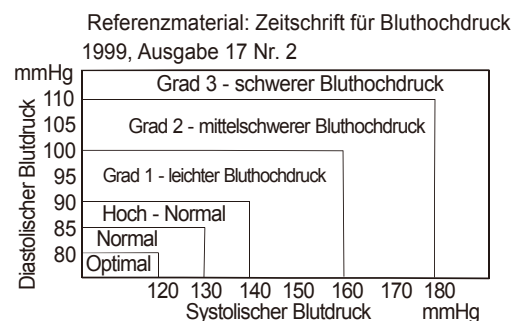 Referenzmaterial: Zeitschrift für Bluthochdruck
1999, Ausgabe 17 Nr. 2
mmHg
Grad 3 - schwerer Bluthochdruck
110
105
Grad 2 - mittelschwerer Bluthochdruck
100
95
Grad 1 - leichter Bluthochdruck
90
Hoch - Normal
85
Normal
80
Optimal
Diastolischer Blutdruck
120 130 140 150 160 170 180
Systolischer Blutdruck mmHg